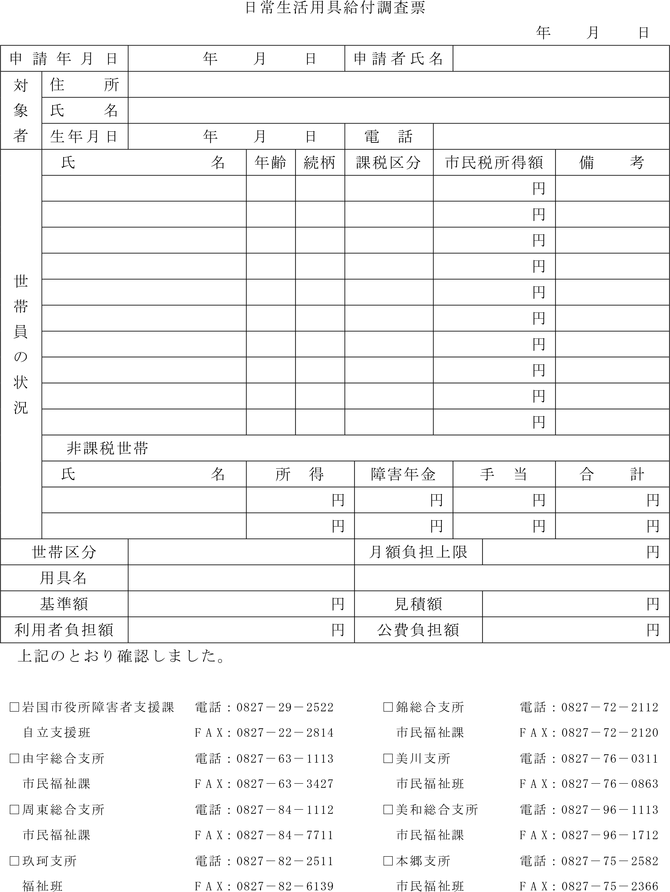 日常生活用具給付調査票
年 月 日
申請年月日 年 月 日 申請者氏名
対象者 住所
氏名
生年月日 年 月 日 電話
世帯員の状況 氏名 年齢 続柄 課税区分 市民税所得額 備考
円
円
円
円
円
円
円
円
円
円
非課税世帯
氏名 所得 障害年金 手当 合計
円 円 円 円
円 円 円 円
世帯区分 月額負担上限 円
用具名
基準額 円 見積額 円
利用者負担額 円 公費負担額 円
上記のとおり確認しました。
□岩国市役所障害者支援課 電話：0827－29－2522 □錦総合支所 電話：0827－72－2112
自立支援班 FAX：0827－22－2814 市民福祉課 FAX：0827－72－2120
□由宇総合支所 電話：0827－63－1113 □美川支所 電話：0827－76－0311
市民福祉課 FAX：0827－63－3427 市民福祉班 FAX：0827－76－0863
□周東総合支所 電話：0827－84－1112 □美和総合支所 電話：0827－96－1113
市民福祉課 FAX：0827－84－7711 市民福祉課 FAX：0827－96－1712
□玖珂支所 電話：0827－82－2511 □本郷支所 電話：0827－75－2582
福祉班 FAX：0827－82－6139 市民福祉班 FAX：0827－75－2366